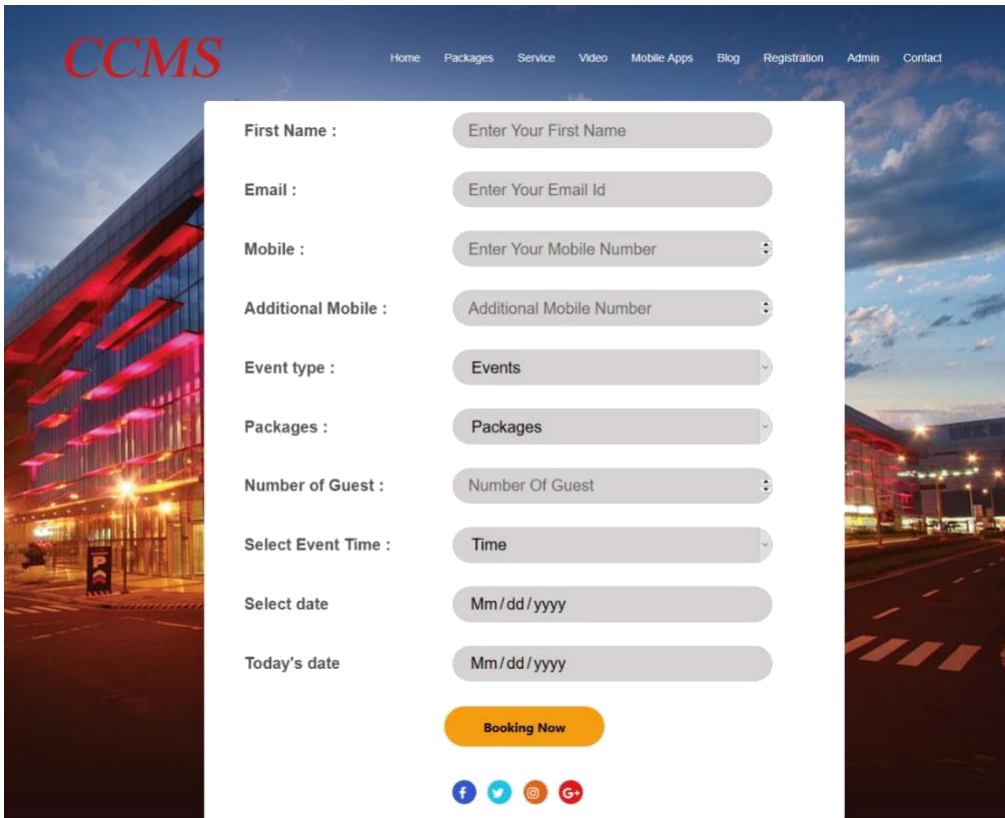 CCMS
Home Packages Service Video Mobile Apps Blog Registration Admin Contact
First Name : Enter Your First Name
Email : Enter Your Email Id
Mobile : Enter Your Mobile Number
Additional Mobile : Additional Mobile Number
Event type : Events
Packages : Packages
Number of Guest : Number Of Guest
Select Event Time : Time
Select date Mm/dd/yyyy
Today's date Mm/dd/yyyy
Booking Now
f G+
P